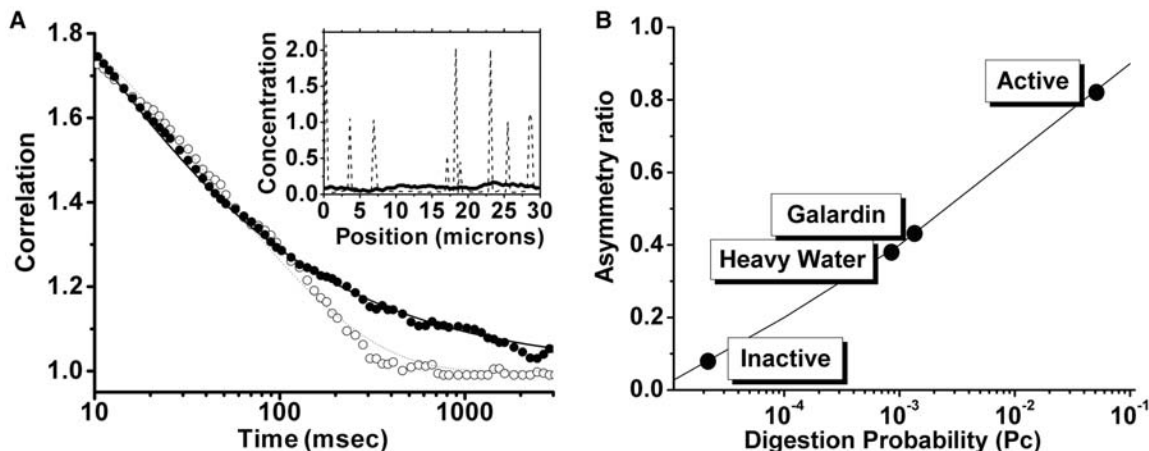 A
Correlation
1.8
1.6
1.4
1.2
1.0
10
100
1000
Time (msec)
Concentration
2.0
1.5
1.0
0.5
0.0
0 5 10 15 20 25 30
Position (microns)
B
Asymmetry ratio
1.0
0.8
0.6
0.4
0.2
0.0
Active
Galardin
Heavy Water
Inactive
10⁻⁴
10⁻³
10⁻²
10⁻¹
Digestion Probability (Pc)